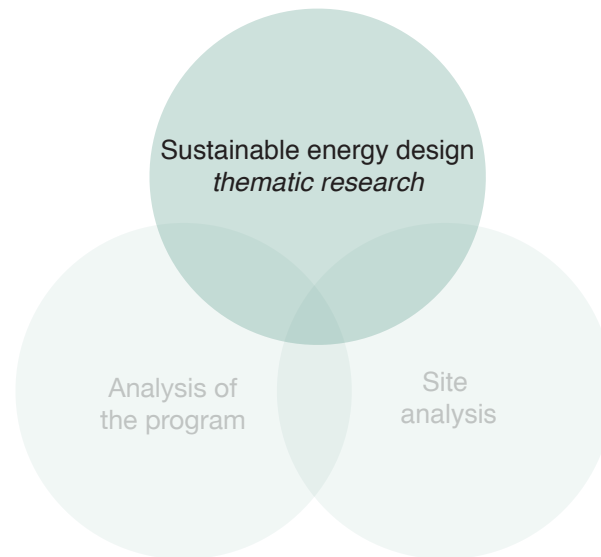 Sustainable energy design
thematic research
Analysis of
the program
Site
analysis